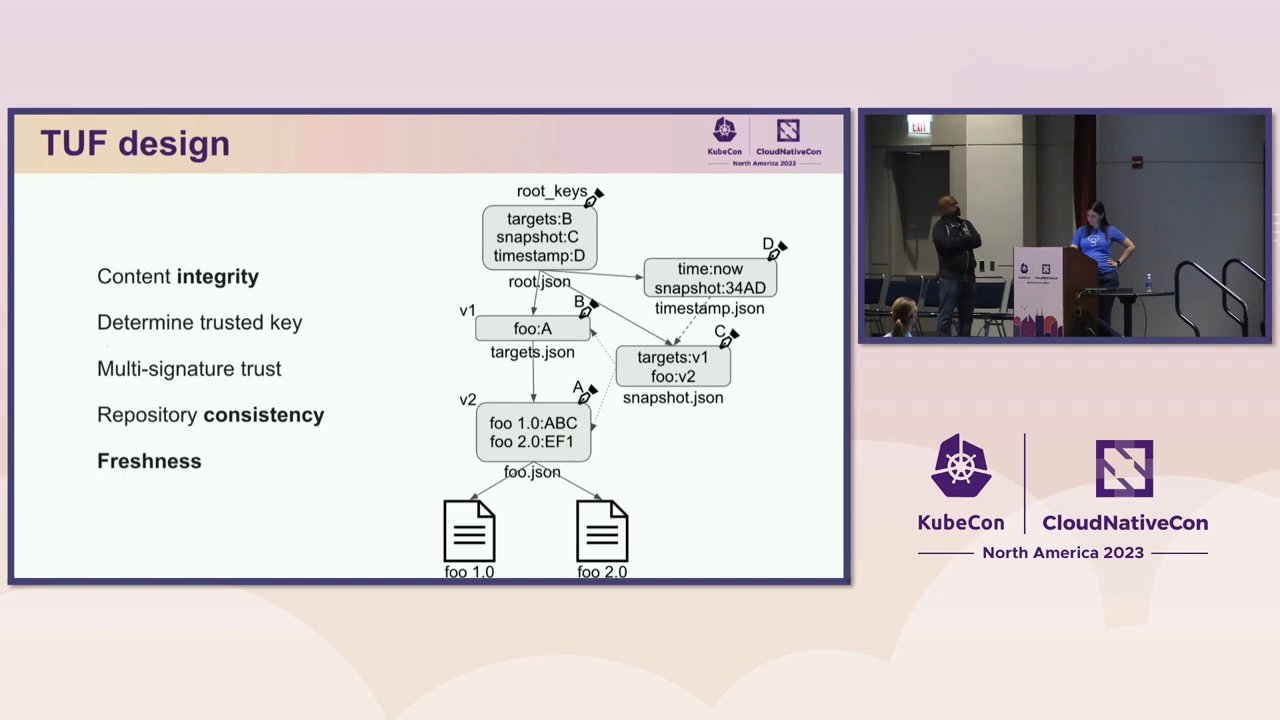 TUF design
KubeCon
CloudNativeCon
North America 2023
Content integrity
Determine trusted key
Multi-signature trust
Repository consistency
Freshness
root_keys
targets:B
snapshot:C
timestamp:D
root.json
D
time:now
snapshot:34AD
timestamp.json
v1
B
foo:A
targets.json
C
targets:v1
foo:v2
snapshot.json
v2
A
foo 1.0:ABC
foo 2.0:EF1
foo.json
foo 1.0
foo 2.0
EXIT
KubeCon
CloudNativeCon
North America 2023